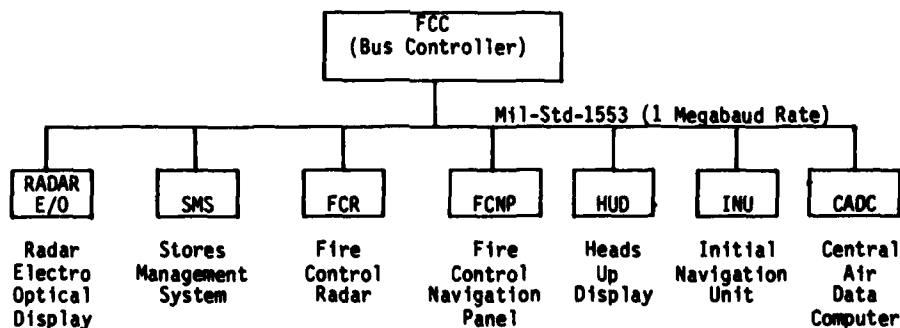 FCC
(Bus Controller)
Mil-Std-1553 (1 Megabaud Rate)
RADAR
E/O
SMS
FCR
FCNP
HUD
INU
CADC
Radar
Electro
Optical
Display
Stores
Management
System
Fire
Control
Radar
Fire
Control
Navigation
Panel
Heads
Up
Display
Initial
Navigation
Unit
Central
Air
Data
Computer